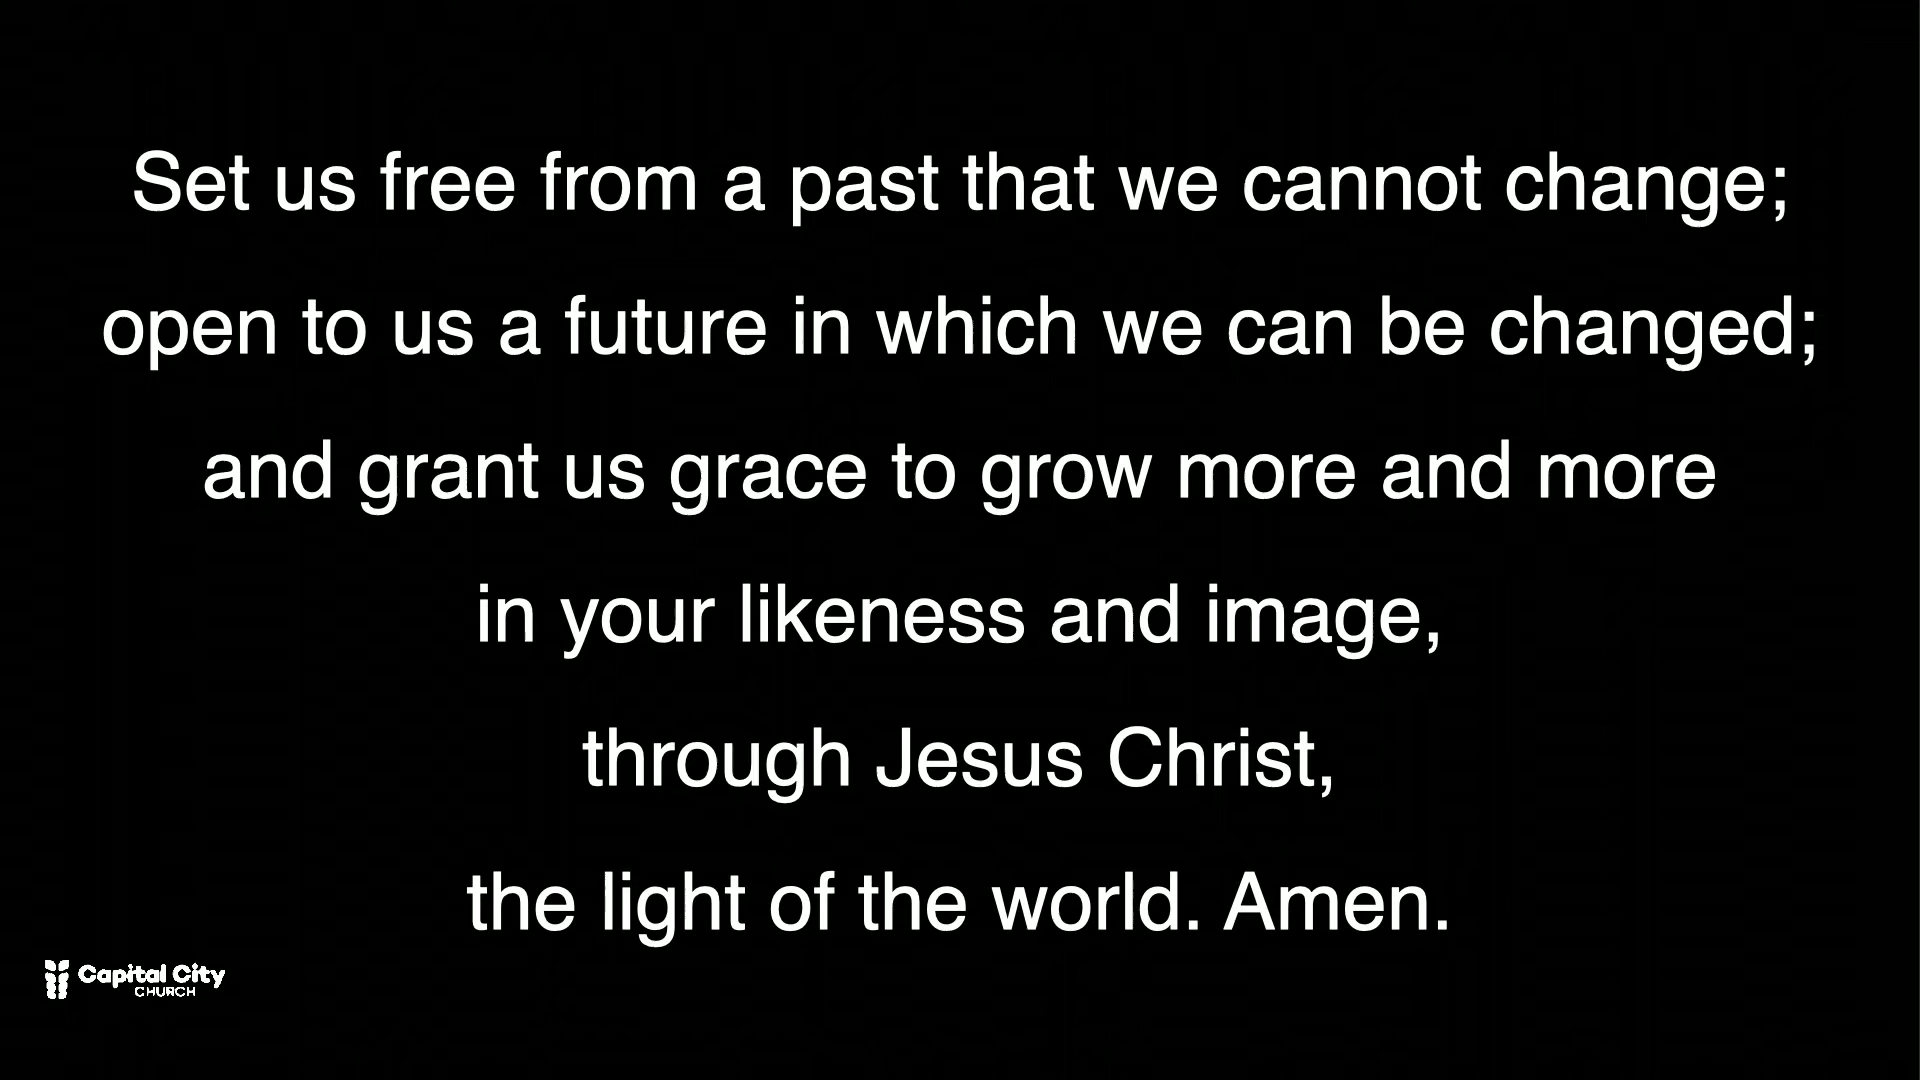 Set us free from a past that we cannot change;
open to us a future in which we can be changed;
and grant us grace to grow more and more
in your likeness and image,
through Jesus Christ,
the light of the world. Amen.
Capital City
CHURCH